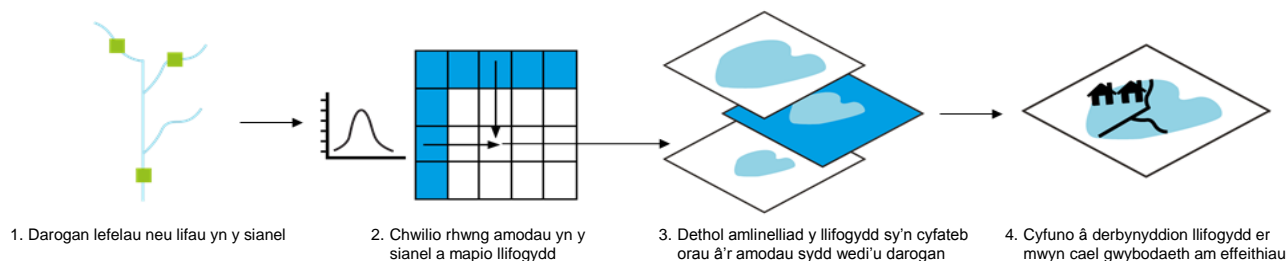 1. Darogan lefelau neu lifau yn y sianel
2. Chwilio rhwng amodau yn y
sianel a mapio llifogydd
3. Dethol amlinelliad y llifogydd sy'n cyfateb
orau â'r amodau sydd wedi'u darogan
4. Cyfuno â derbynyddion llifogydd er
mwyn cael gwybodaeth am effeithiau